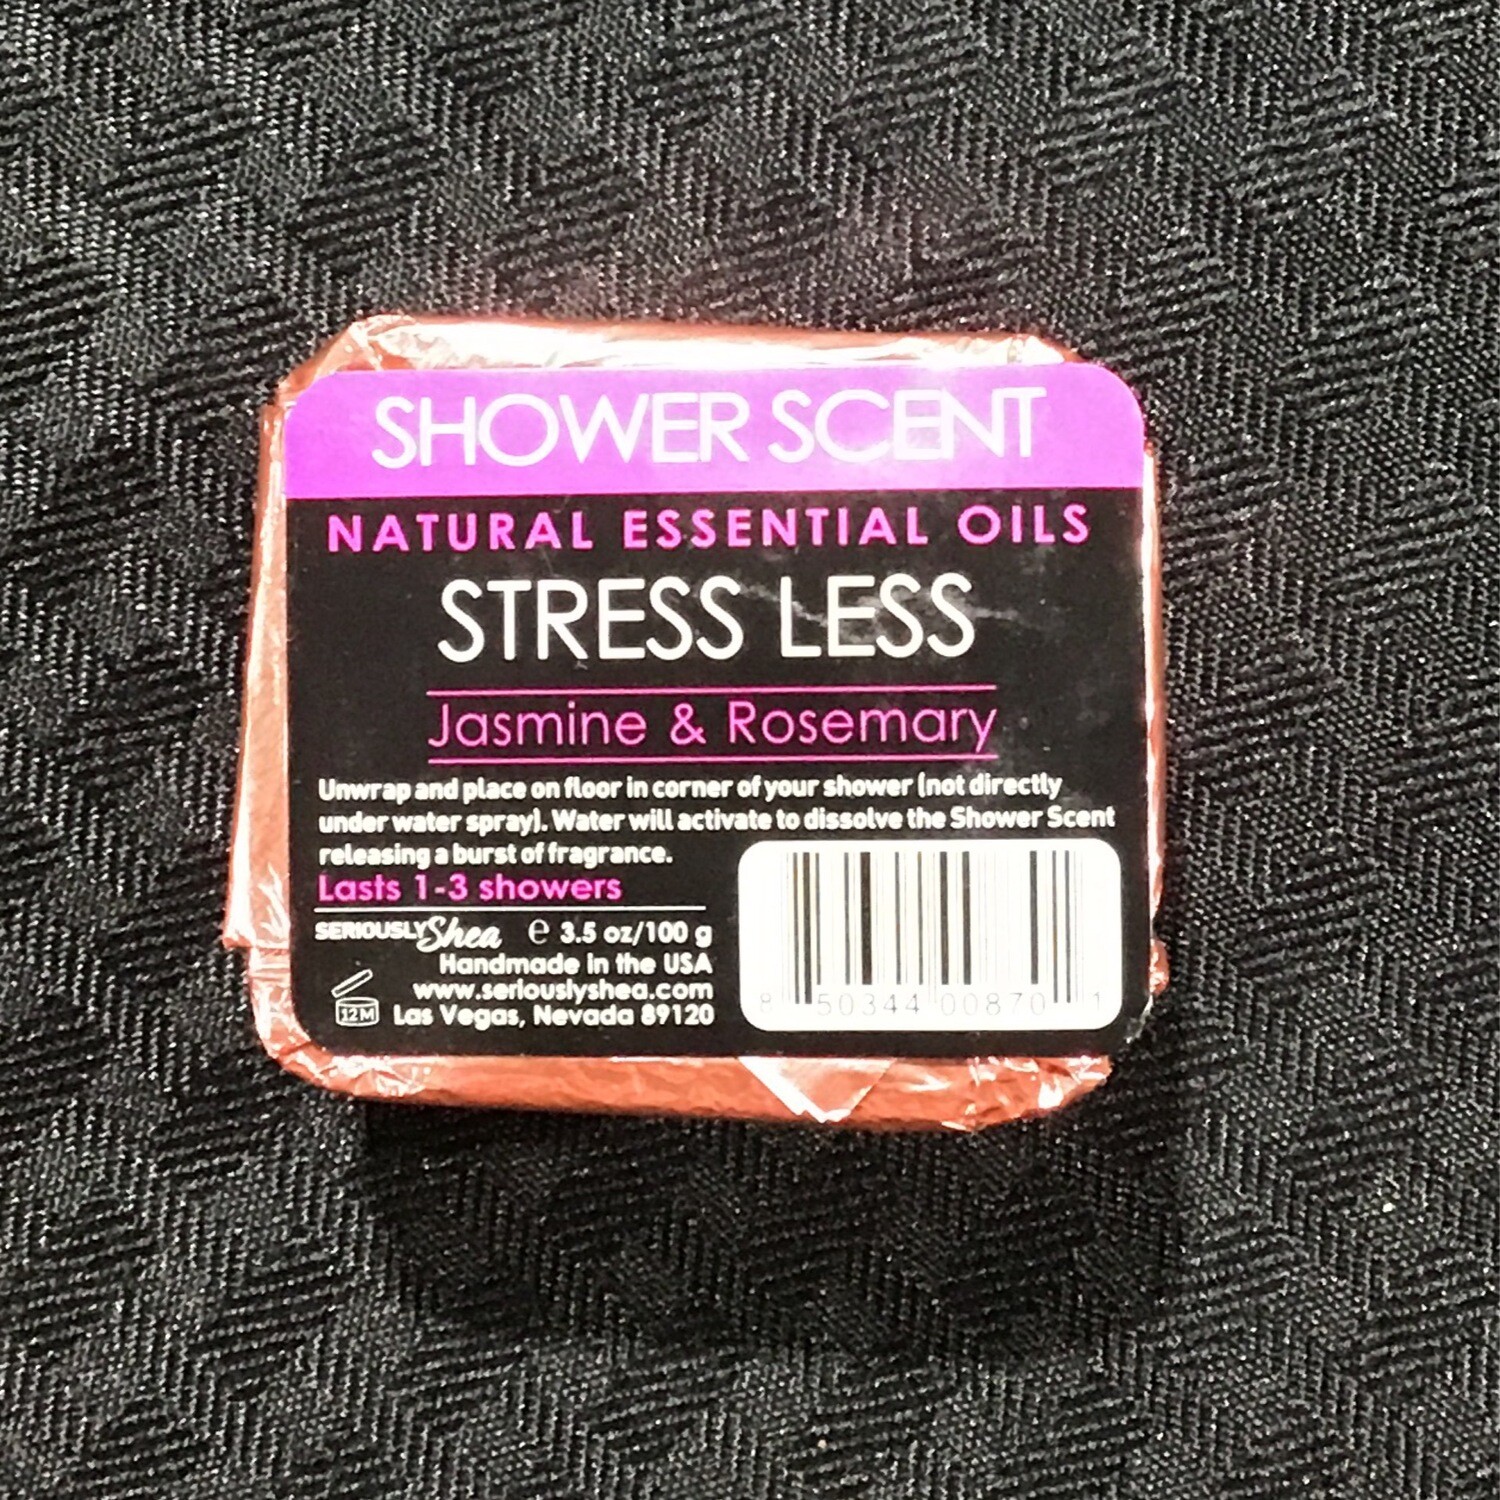 SHOWER SCENT
NATURAL ESSENTIAL OILS
STRESS LESS
Jasmine & Rosemary
Unwrap and place on floor in corner of your shower (not directly
under water spray). Water will activate to dissolve the Shower Scent
releasing a burst of fragrance.
Lasts 1-3 showers
SERIOUSLY Shea ℮ 3.5 oz/100 g
Handmade in the USA
www.seriouslyshea.com
12M Las Vegas, Nevada 89120
8 50344 00870 1